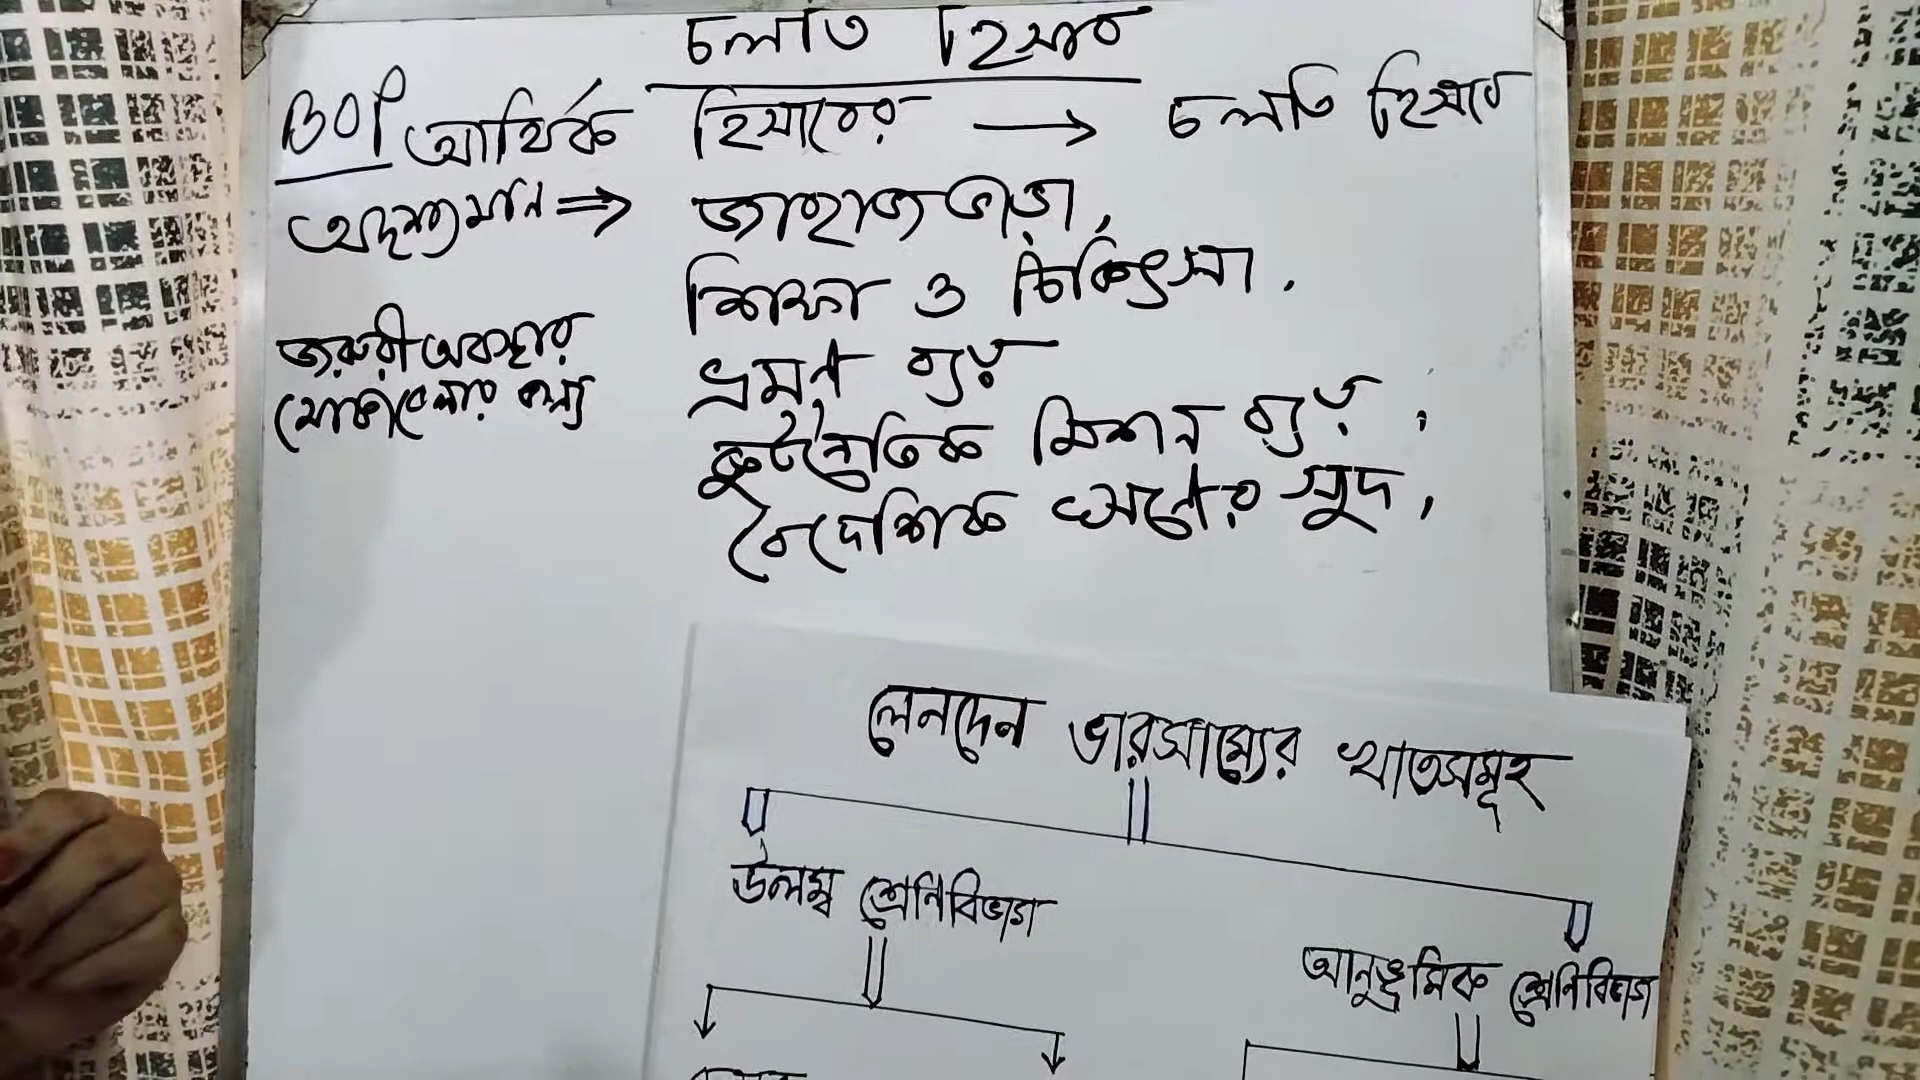 চলতি হিসাব
BOP আর্থিক হিসাবের → চলতি হিসাব
অদৃশ্যমান ⇒ জাহাজ ভাড়া,
শিক্ষা ও চিকিৎসা.
জরুরী অবস্থার
মোকাবেলার জন্য
ভ্রমণ ব্যয়
কুটনৈতিক মিশন ব্যয়,
বৈদেশিক ঋণের সুদ,
লেনদেন ভারসাম্যের খাতসমূহ
উলম্ব শ্রেণিবিভাগ
আনুভূমিক শ্রেণিবিভাগ